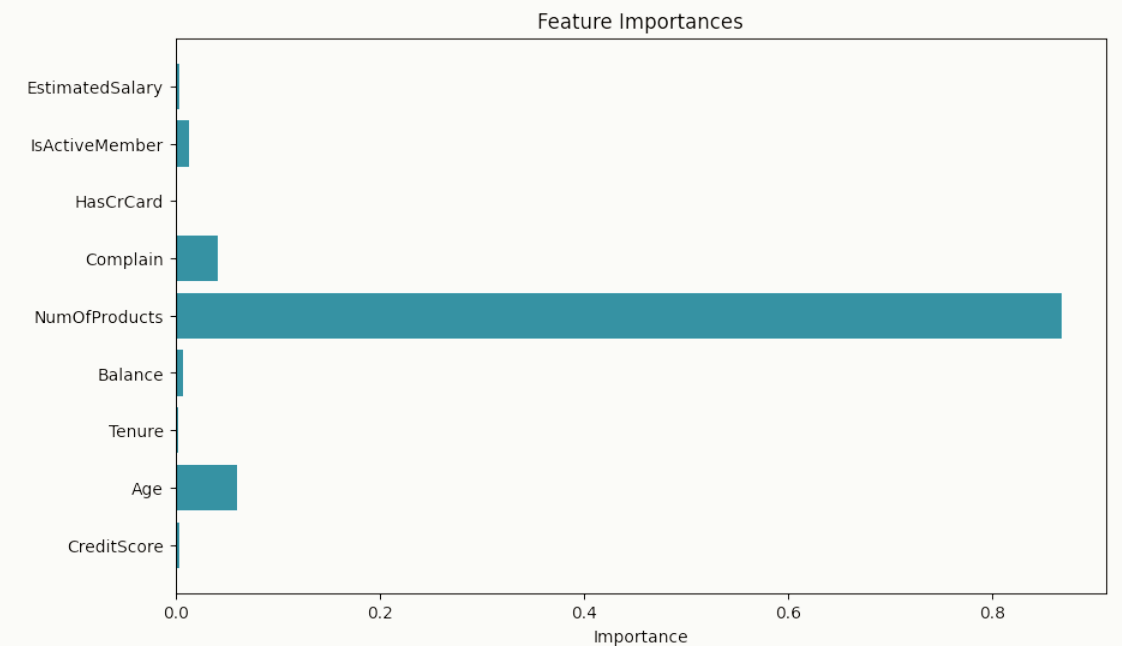 Feature Importances
EstimatedSalary
IsActiveMember
HasCrCard
Complain
NumOfProducts
Balance
Tenure
Age
CreditScore
0.0 0.2 0.4 0.6 0.8
Importance